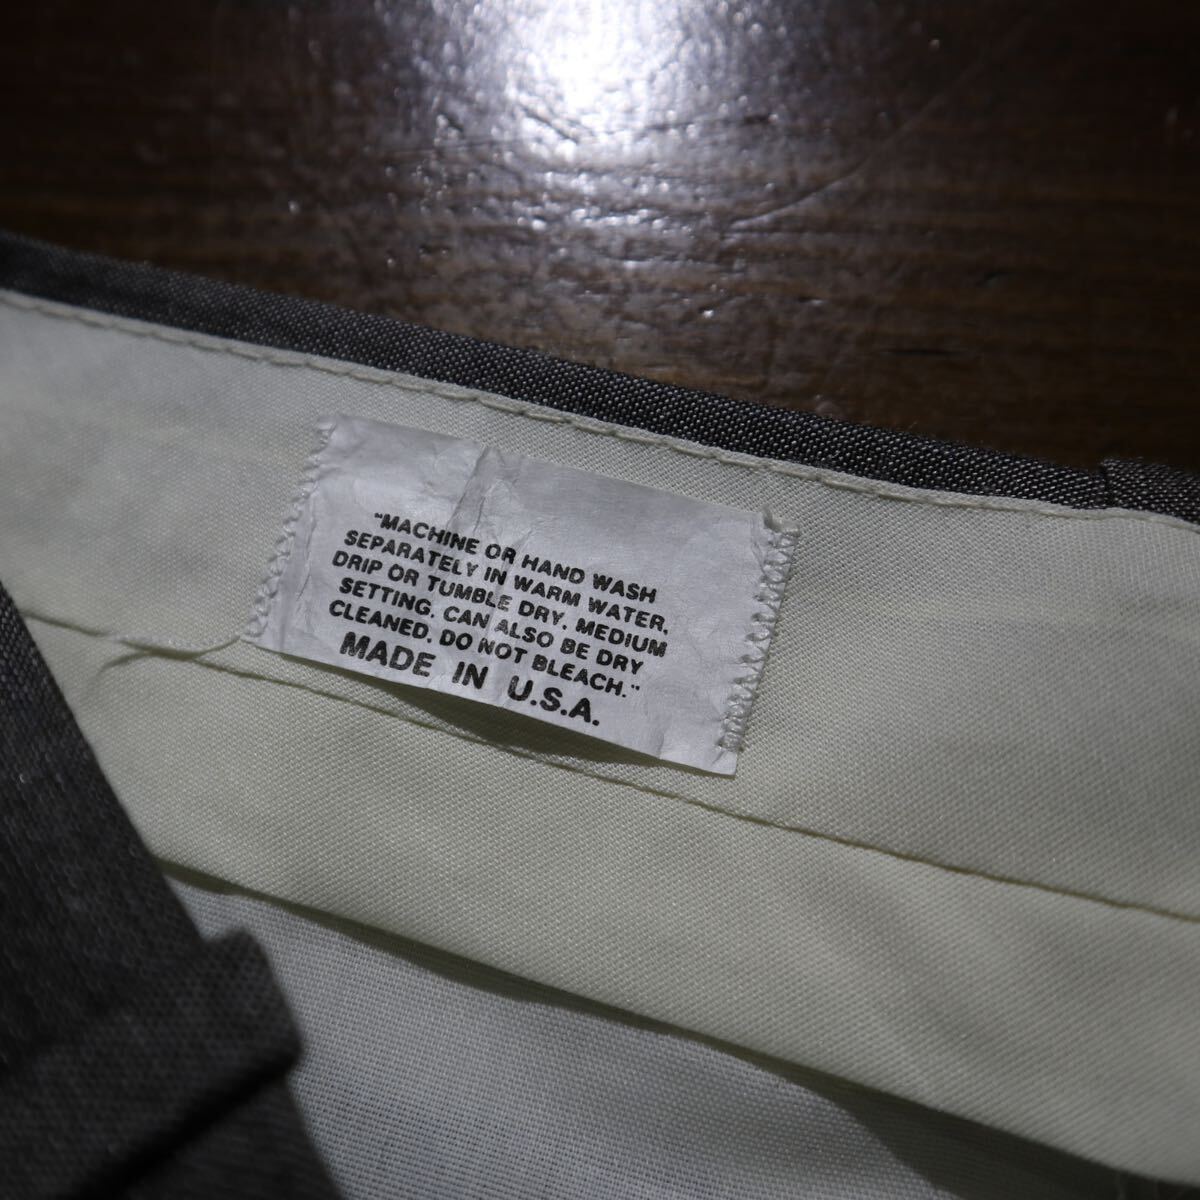 "MACHINE OR HAND WASH
SEPARATELY IN WARM WATER,
DRIP OR TUMBLE DRY. MEDIUM
SETTING. CAN ALSO BE DRY
CLEANED. DO NOT BLEACH."
MADE IN U.S.A.